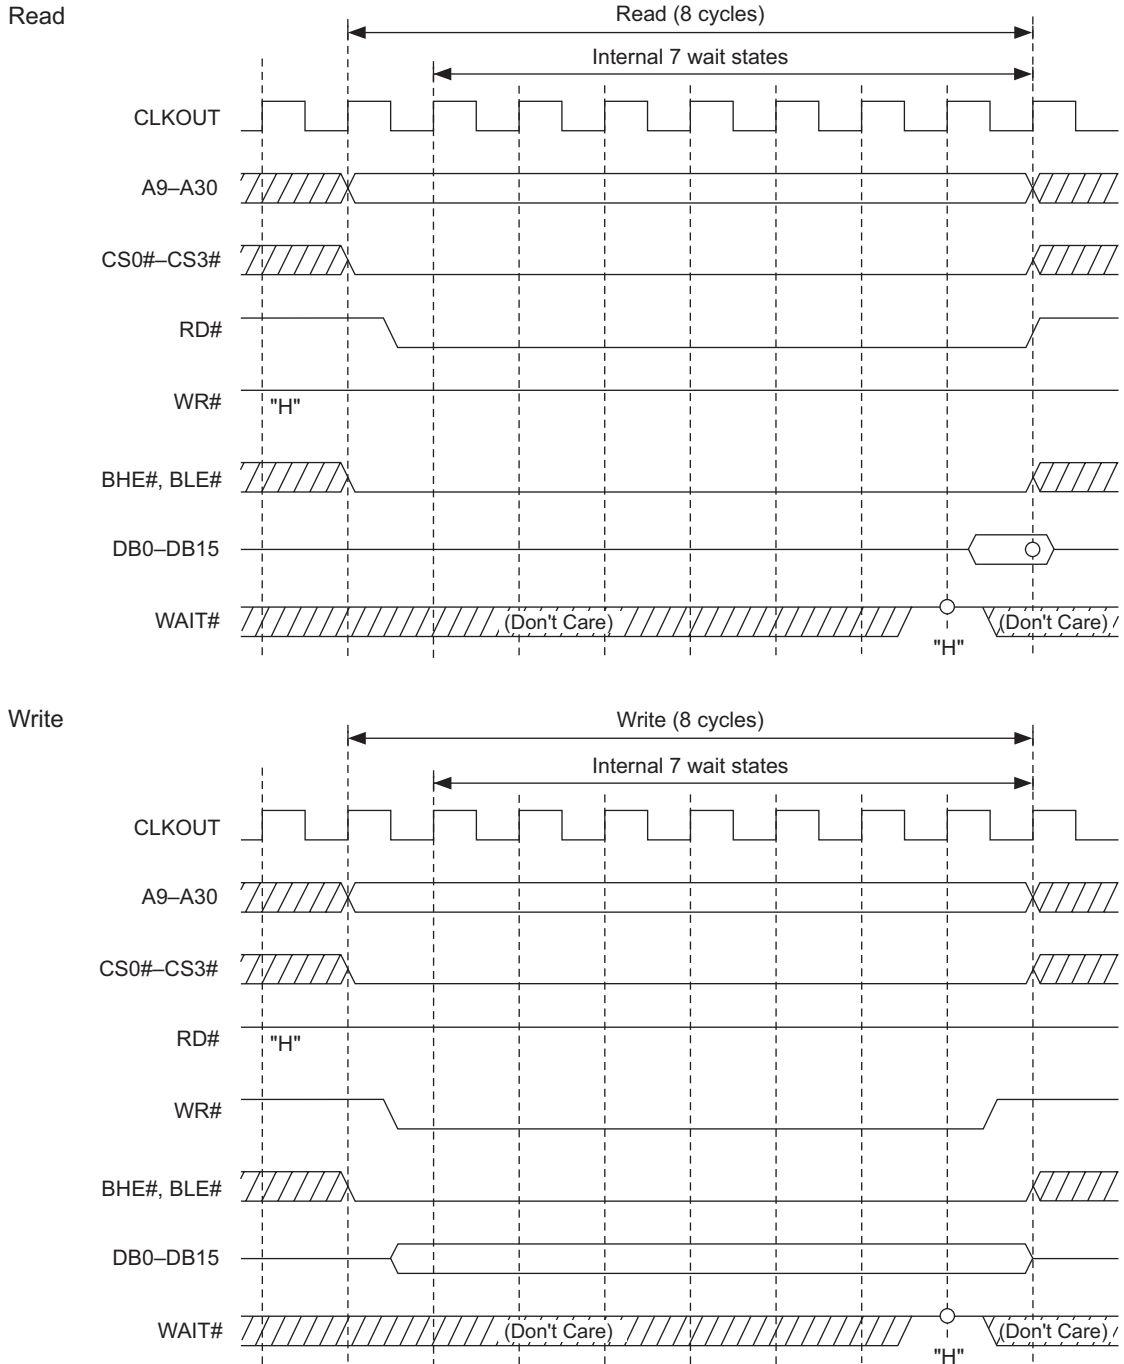 Read
Read (8 cycles)
Internal 7 wait states
CLKOUT
A9–A30
CS0#–CS3#
RD#
WR#
"H"
BHE#, BLE#
DB0–DB15
WAIT#
(Don't Care)
(Don't Care)
"H"
Write
Write (8 cycles)
Internal 7 wait states
CLKOUT
A9–A30
CS0#–CS3#
RD#
"H"
WR#
BHE#, BLE#
DB0–DB15
WAIT#
(Don't Care)
(Don't Care)
"H"